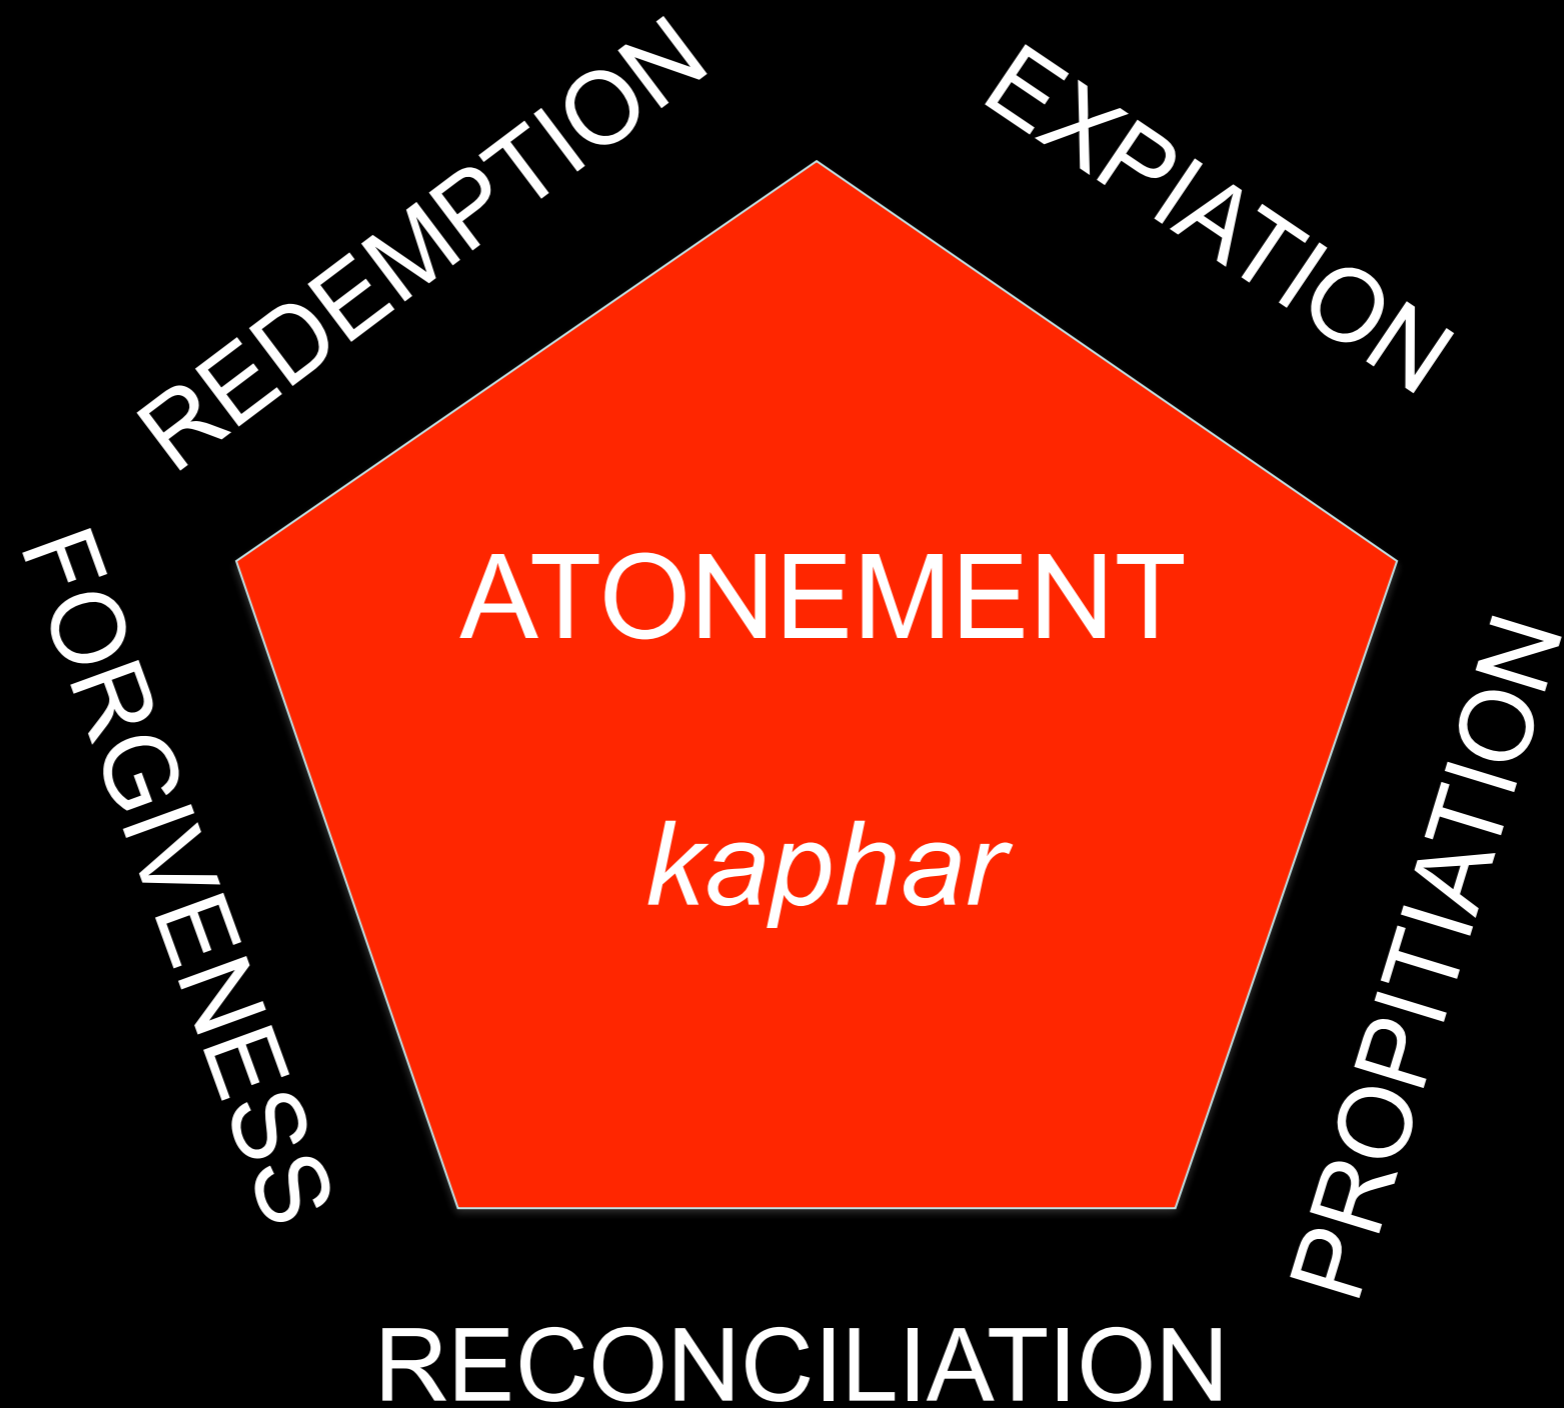 REDEMPTION
EXPIATION
FORGIVENESS
ATONEMENT
kaphar
PROPITIATION
RECONCILIATION